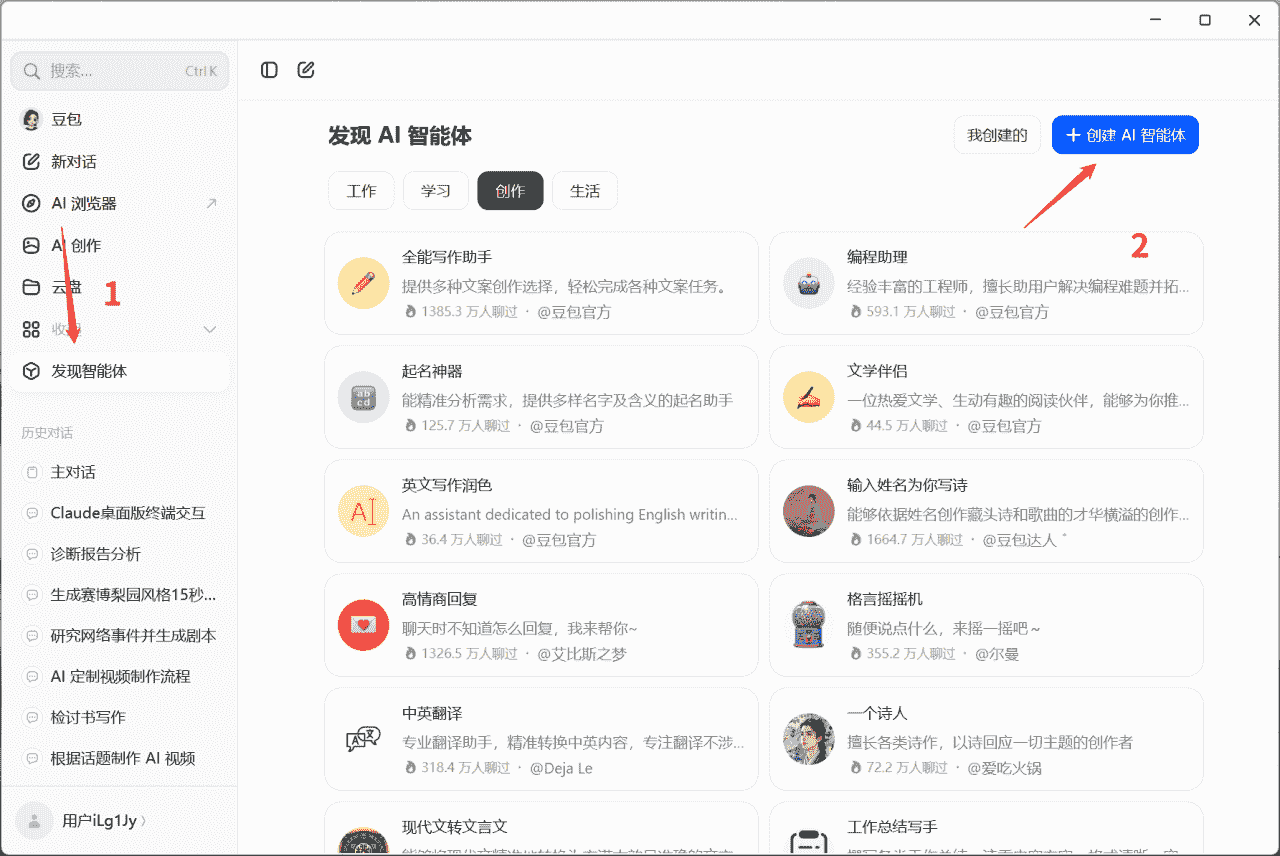 搜索... Ctrl K
豆包
新对话
AI 浏览器
AI 创作
云盘
1
发现智能体
历史对话
主对话
Claude桌面版终端交互
诊断报告分析
生成赛博梨园风格15秒...
研究网络事件并生成剧本
AI 定制视频制作流程
检讨书写作
根据话题制作 AI 视频
用户iLg1Jy
发现 AI 智能体
我创建的
创建 AI 智能体
2
工作 学习 创作 生活
全能写作助手
提供多种文案创作选择，轻松完成各种文案任务。
1385.3 万人聊过 · @豆包官方
编程助理
经验丰富的工程师，擅长助用户解决编程难题并拓...
593.1 万人聊过 · @豆包官方
起名神器
能精准分析需求，提供多样名字及含义的起名助手
125.7 万人聊过 · @豆包官方
文学伴侣
一位热爱文学、生动有趣的阅读伙伴，能够为你推...
44.5 万人聊过 · @豆包官方
英文写作润色
An assistant dedicated to polishing English writin...
36.4 万人聊过 · @豆包官方
输入姓名为你写诗
能够依据姓名创作藏头诗和歌曲的才华横溢的创作...
1664.7 万人聊过 · @豆包达人
高情商回复
聊天时不知道怎么回复，我来帮你~
1326.5 万人聊过 · @艾比斯之梦
格言摇摇机
随便说点什么，来摇一摇吧~
355.2 万人聊过 · @尔曼
中英翻译
专业翻译助手，精准转换中英内容，专注翻译不涉...
318.4 万人聊过 · @Deja Le
一个诗人
擅长各类诗作，以诗回应一切主题的创作者
72.2 万人聊过 · @爱吃火锅
现代文转文言文
工作总结写手